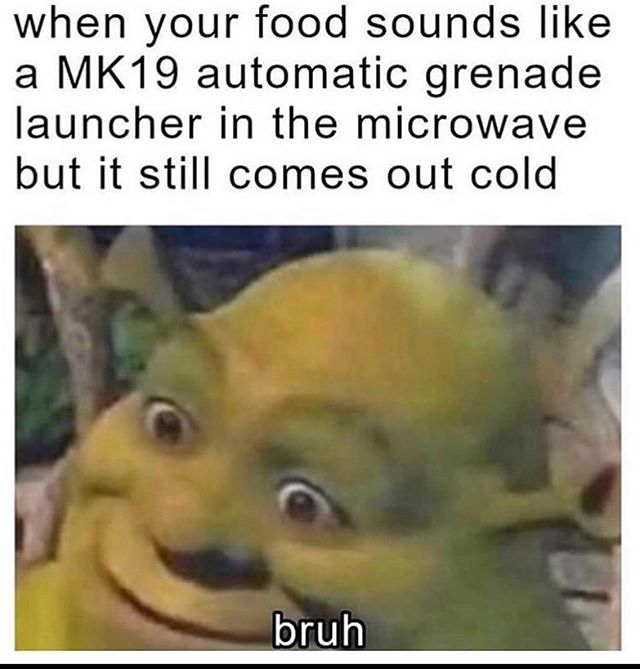 when your food sounds like
a MK19 automatic grenade
launcher in the microwave
but it still comes out cold
bruh